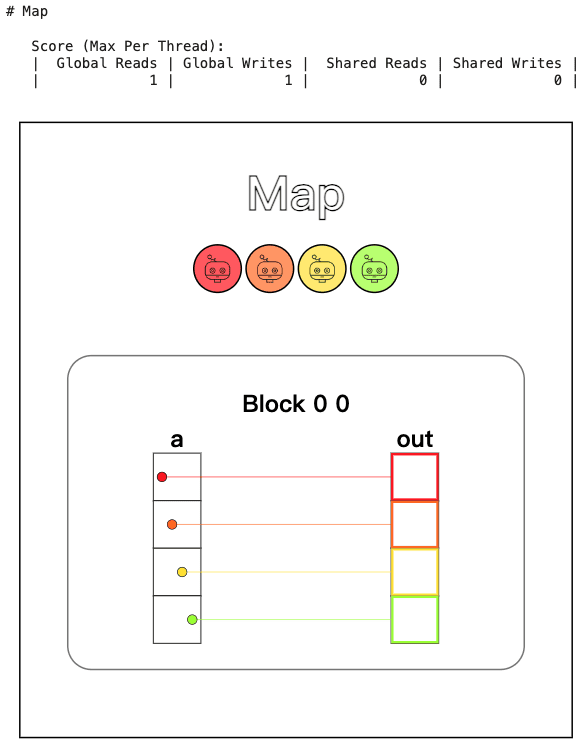 # Map
Score (Max Per Thread):
|  Global Reads | Global Writes |  Shared Reads | Shared Writes |
|             1 |             1 |             0 |             0 |
Map
Block 0 0
a out